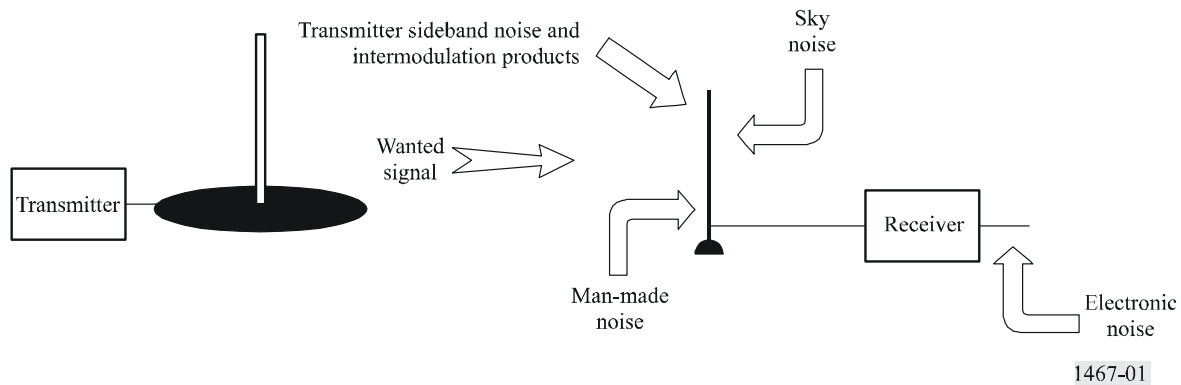 Transmitter sideband noise and
intermodulation products
Sky
noise
Wanted
signal
Transmitter
Receiver
Man-made
noise
Electronic
noise
1467-01